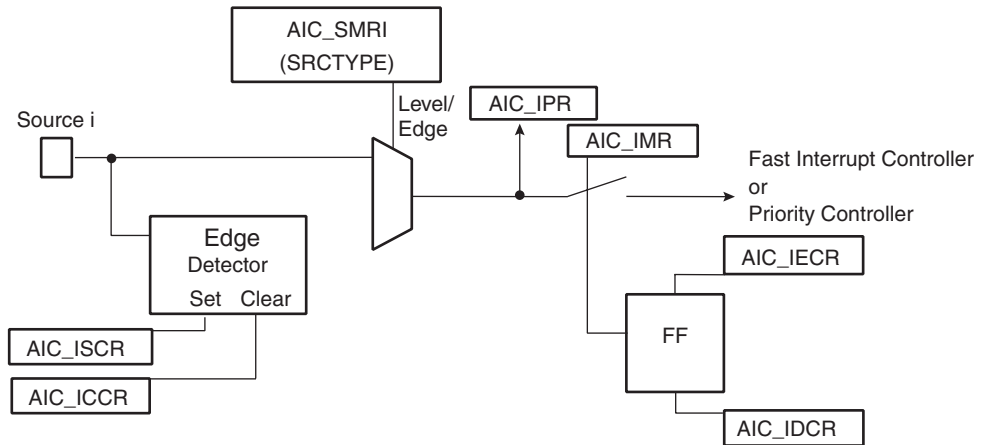 AIC_SMRI
(SRCTYPE)
Source i
Level/
Edge
AIC_IPR
AIC_IMR
Fast Interrupt Controller
or
Priority Controller
Edge
Detector
Set Clear
AIC_IECR
FF
AIC_ISCR
AIC_ICCR
AIC_IDCR